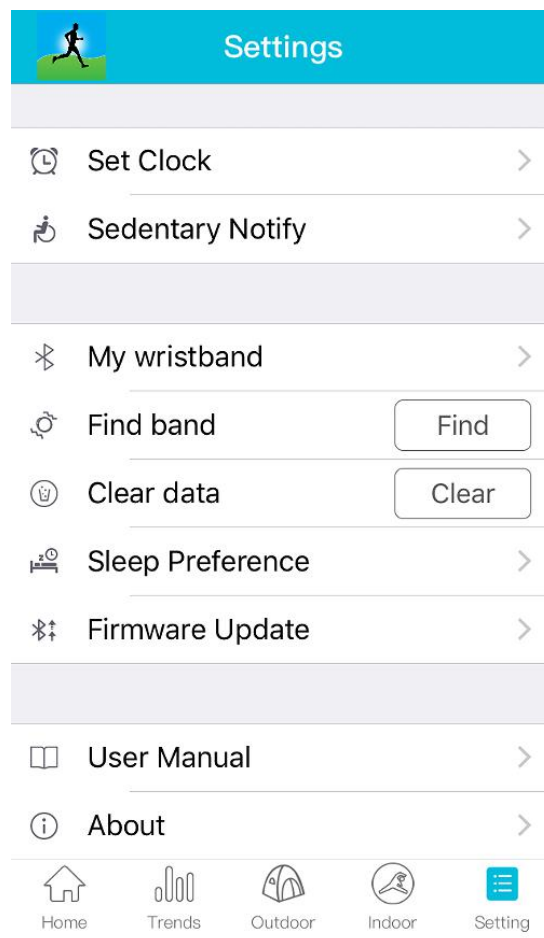 Settings
Set Clock
Sedentary Notify
My wristband
Find band Find
Clear data Clear
Sleep Preference
Firmware Update
User Manual
About
Home Trends Outdoor Indoor Setting